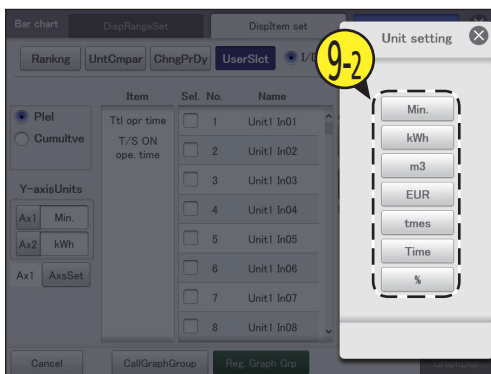 Bar chart
DispRangeSet
DispItem set
Rankng
UntCmpar
ChngPrDy
UserSlct
Item
Sel.
No.
Name
Plel
Cumultve
Ttl opr time
T/S ON
ope. time
1 Unit1 In01
2 Unit1 In02
3 Unit1 In03
4 Unit1 In04
5 Unit1 In05
6 Unit1 In06
7 Unit1 In07
8 Unit1 In08
Y-axisUnits
Ax1 Min.
Ax2 kWh
Ax1 AxsSet
Cancel
CallGraphGroup
Reg. Graph Grp
9-2
Unit setting
Min.
kWh
m3
EUR
tmes
Time
%